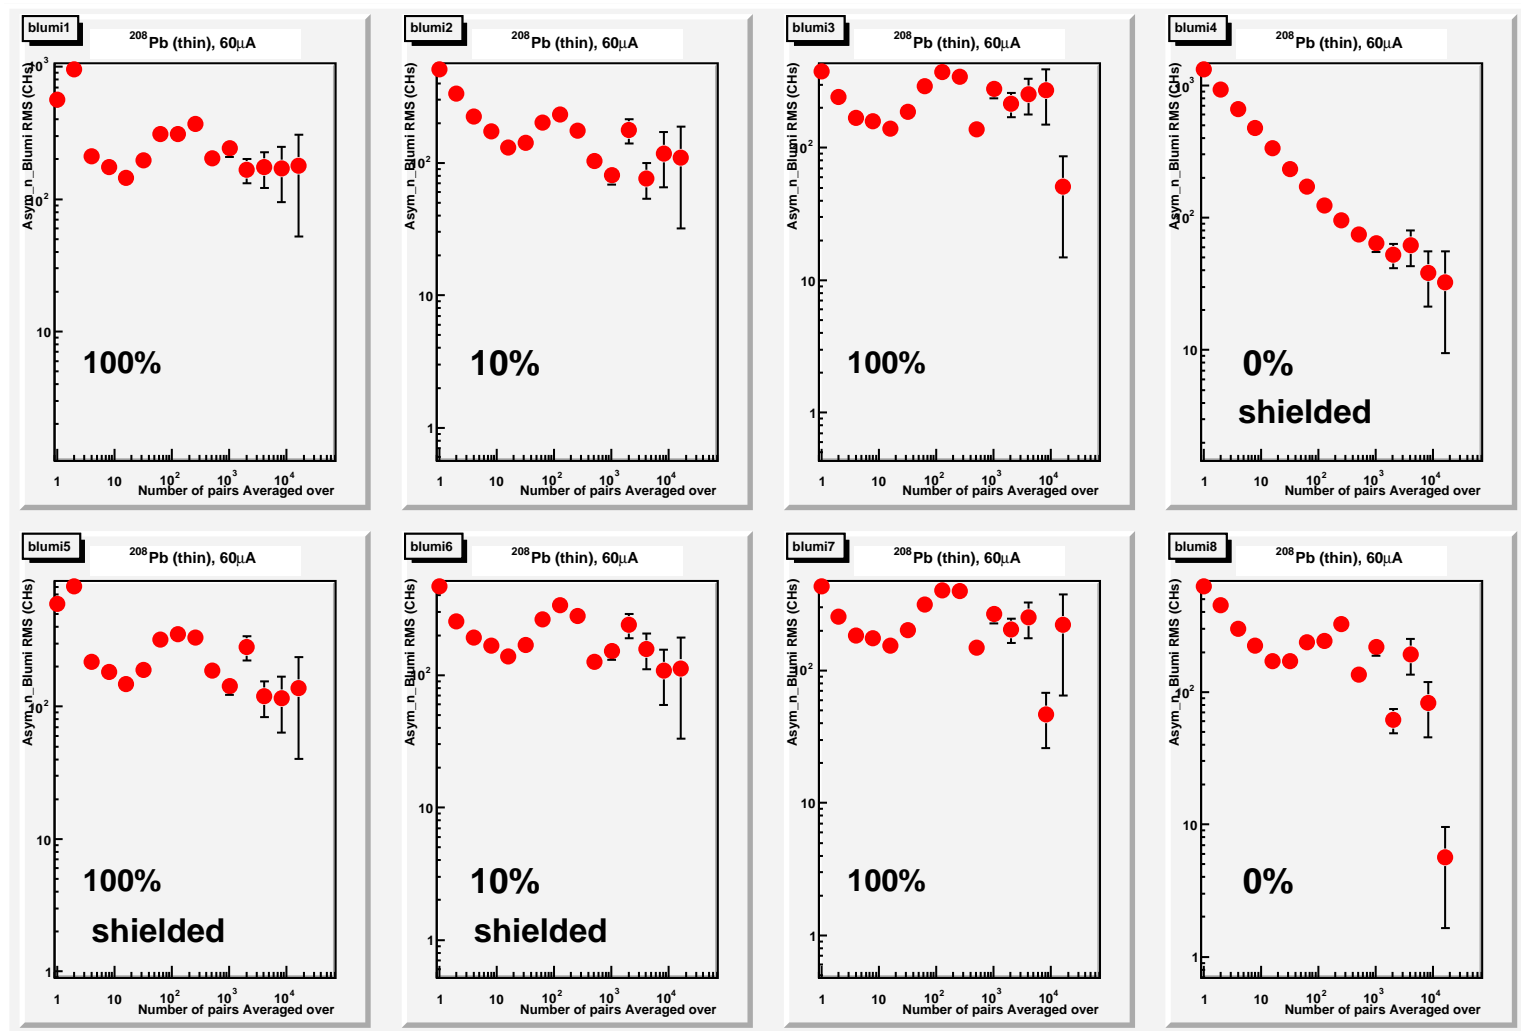 blumi1
²⁰⁸Pb (thin), 60μA
Asym_n_Blumi RMS (CHs)
10³
10²
10
1 10 10² 10³ 10⁴
Number of pairs Averaged over
100%
blumi2
²⁰⁸Pb (thin), 60μA
Asym_n_Blumi RMS (CHs)
10²
10
1
1 10 10² 10³ 10⁴
Number of pairs Averaged over
10%
blumi3
²⁰⁸Pb (thin), 60μA
Asym_n_Blumi RMS (CHs)
10²
10
1
1 10 10² 10³ 10⁴
Number of pairs Averaged over
100%
blumi4
²⁰⁸Pb (thin), 60μA
Asym_n_Blumi RMS (CHs)
10³
10²
10
1 10 10² 10³ 10⁴
Number of pairs Averaged over
0%
shielded
blumi5
²⁰⁸Pb (thin), 60μA
Asym_n_Blumi RMS (CHs)
10²
10
1
1 10 10² 10³ 10⁴
Number of pairs Averaged over
100%
shielded
blumi6
²⁰⁸Pb (thin), 60μA
Asym_n_Blumi RMS (CHs)
10²
10
1
1 10 10² 10³ 10⁴
Number of pairs Averaged over
10%
shielded
blumi7
²⁰⁸Pb (thin), 60μA
Asym_n_Blumi RMS (CHs)
10²
10
1
1 10 10² 10³ 10⁴
Number of pairs Averaged over
100%
blumi8
²⁰⁸Pb (thin), 60μA
Asym_n_Blumi RMS (CHs)
10²
10
1
1 10 10² 10³ 10⁴
Number of pairs Averaged over
0%